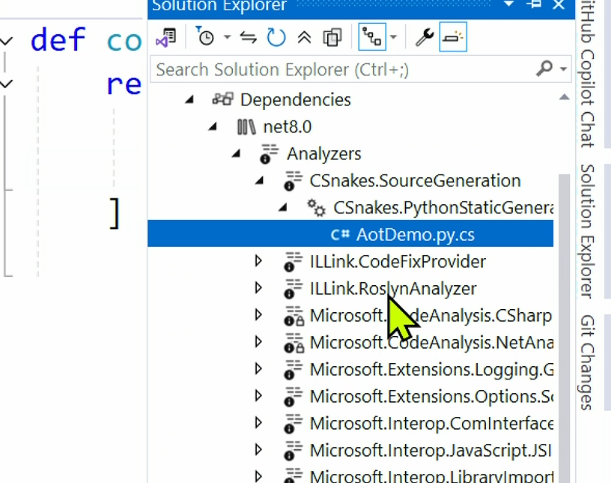 Solution Explorer
Search Solution Explorer (Ctrl+;)
Dependencies
net8.0
Analyzers
CSnakes.SourceGeneration
CSnakes.PythonStaticGenera
C# AotDemo.py.cs
ILLink.CodeFixProvider
ILLink.RoslynAnalyzer
Microsoft.CodeAnalysis.CSharp
Microsoft.CodeAnalysis.NetAna
Microsoft.Extensions.Logging.G
Microsoft.Extensions.Options.So
Microsoft.Interop.ComInterface
Microsoft.Interop.JavaScript.JSI
Microsoft.Interop.LibraryImport
def co
re
]
GitHub Copilot Chat
Solution Explorer
Git Changes